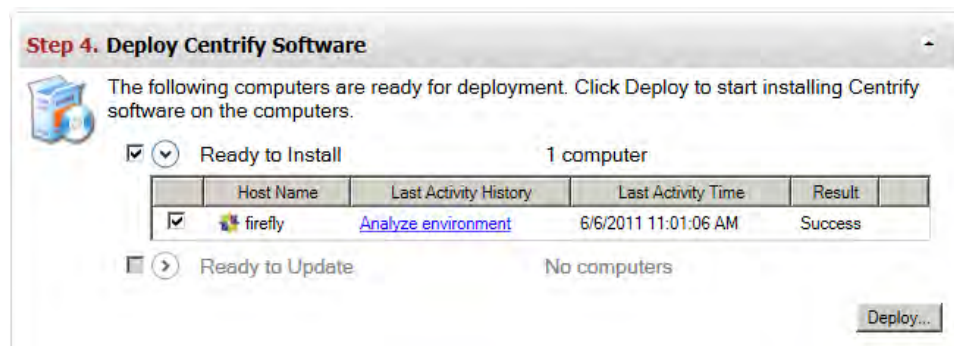 Step 4. Deploy Centrify Software
The following computers are ready for deployment. Click Deploy to start installing Centrify
software on the computers.
Ready to Install 1 computer
Host Name Last Activity History Last Activity Time Result
firefly Analyze environment 6/6/2011 11:01:06 AM Success
Ready to Update No computers
Deploy...